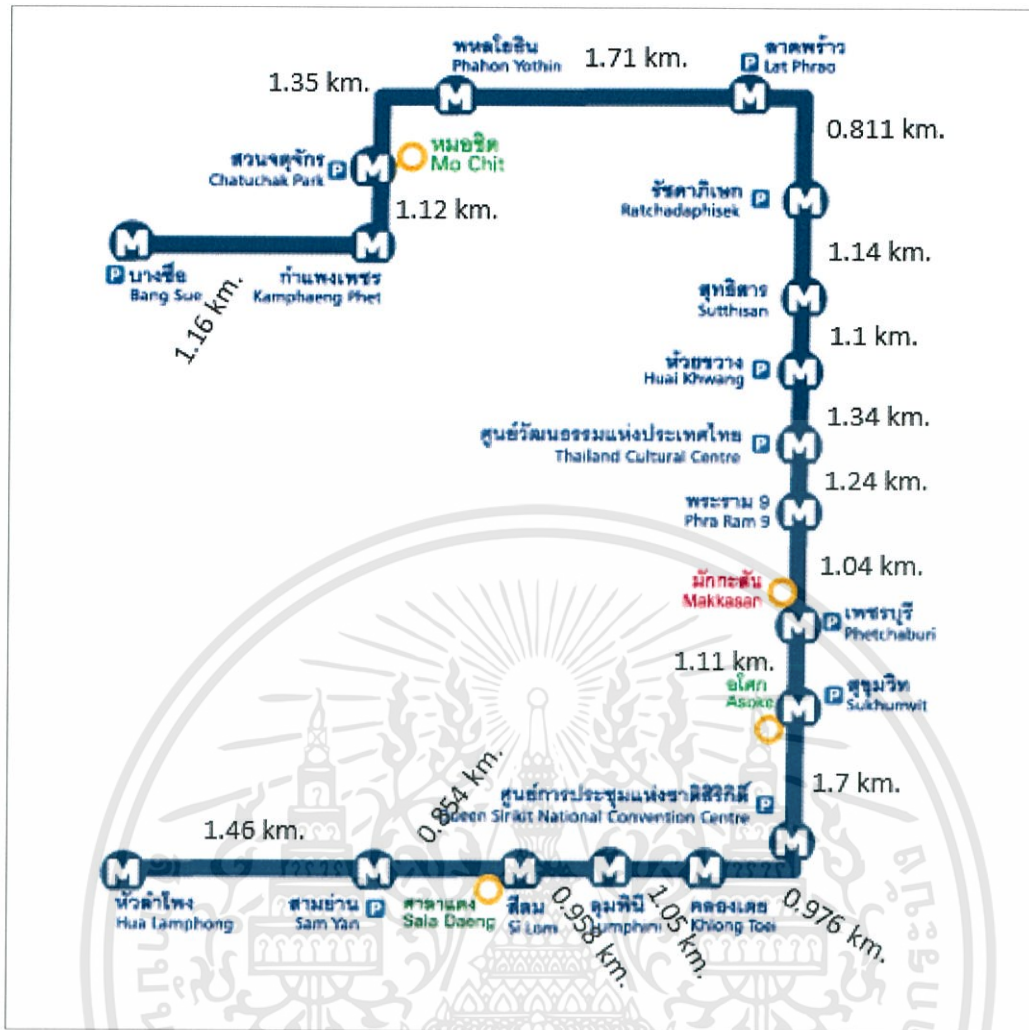 พหลโยธิน
Phahon Yothin
1.71 km.
ลาดพร้าว
P
Lat Phrao
1.35 km.
M
M
0.811 km.
หมอชิต
Mo Chit
สวนจตุจักร
Chatuchak Park
P
M
รัชดาภิเษก
Ratchadaphisek
P
M
1.12 km.
1.14 km.
M
M
P บางซื่อ
Bang Sue
กำแพงเพชร
Kamphaeng Phet
1.16 km.
สุทธิสาร
Sutthisan
M
1.1 km.
ห้วยขวาง
Huai Khwang
P
M
1.34 km.
ศูนย์วัฒนธรรมแห่งประเทศไทย
Thailand Cultural Centre
P
M
1.24 km.
พระราม 9
Phra Ram 9
M
1.04 km.
มักกะสัน
Makkasan
M
P เพชรบุรี
Phetchaburi
1.11 km.
อโศก
Asoke
M
P สุขุมวิท
Sukhumwit
1.7 km.
ศูนย์การประชุมแห่งชาติสิริกิติ์
Queen Sirikit National Convention Centre
P
M
0.854 km.
1.46 km.
M
M
M
M
M
หัวลำโพง
Hua Lamphong
สามย่าน
Sam Yan
P
ศาลาแดง
Sala Daeng
สีลม
Si Lom
0.958 km.
ลุมพินี
Lumphini
1.05 km.
คลองเตย
Khlong Toei
0.976 km.